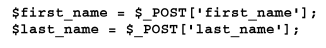 $first_name = $_POST['first_name'];
$last_name = $_POST['last_name'];